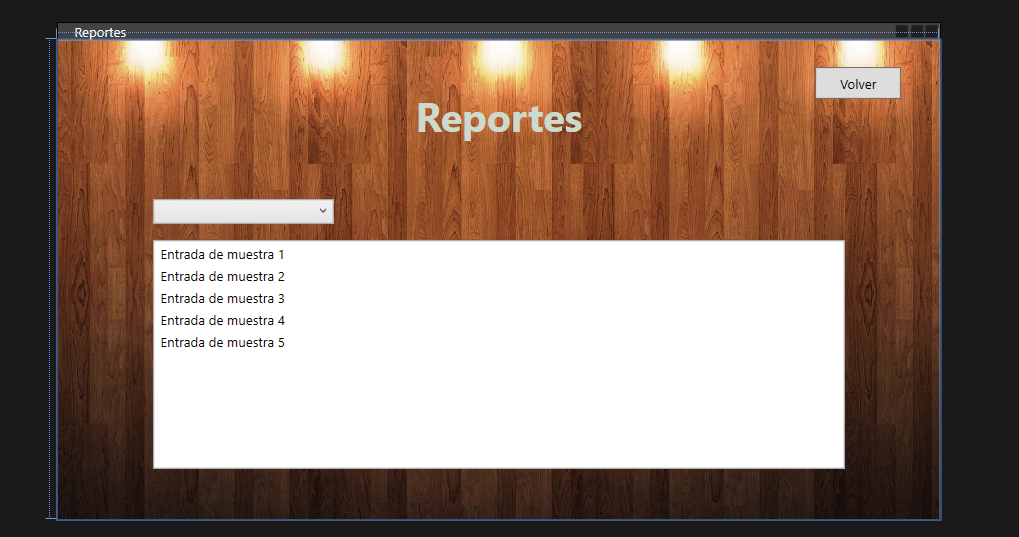 Reportes
Volver
Reportes
Entrada de muestra 1
Entrada de muestra 2
Entrada de muestra 3
Entrada de muestra 4
Entrada de muestra 5